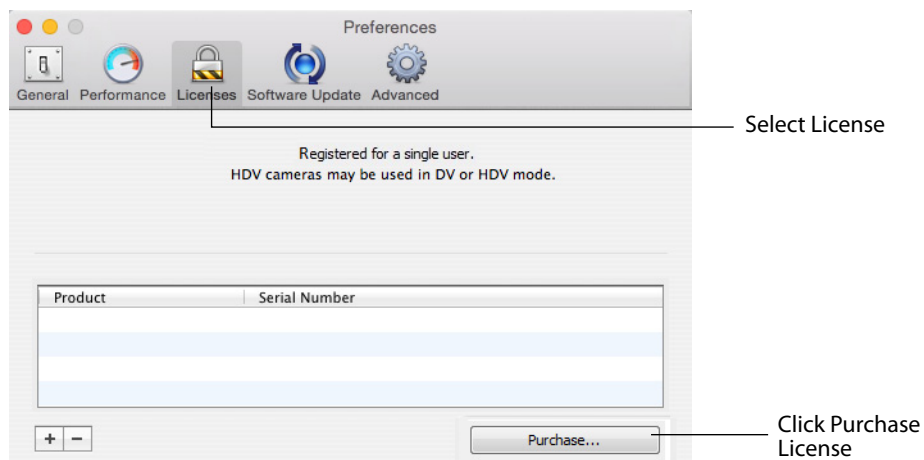 Preferences
General Performance Licenses Software Update Advanced
Select License
Registered for a single user.
HDV cameras may be used in DV or HDV mode.
Product Serial Number
+ −
Purchase...
Click Purchase
License